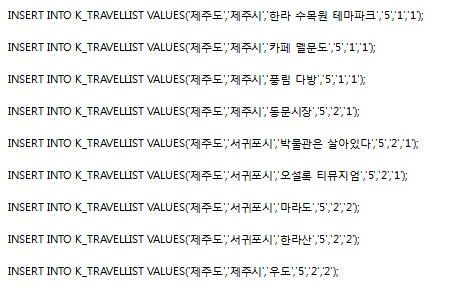 INSERT INTO K_TRAVELLIST VALUES('제주도','제주시','한라 수목원 테마파크','5','1','1');
INSERT INTO K_TRAVELLIST VALUES('제주도','제주시','카페 델문도','5','1','1');
INSERT INTO K_TRAVELLIST VALUES('제주도','제주시','풍림 다방','5','1','1');
INSERT INTO K_TRAVELLIST VALUES('제주도','제주시','동문시장','5','2','1');
INSERT INTO K_TRAVELLIST VALUES('제주도','서귀포시','박물관은 살아있다','5','2','1');
INSERT INTO K_TRAVELLIST VALUES('제주도','서귀포시','오설록 티뮤지엄','5','2','1');
INSERT INTO K_TRAVELLIST VALUES('제주도','서귀포시','마라도','5','2','2');
INSERT INTO K_TRAVELLIST VALUES('제주도','서귀포시','한라산','5','2','2');
INSERT INTO K_TRAVELLIST VALUES('제주도','제주시','우도','5','2','2');